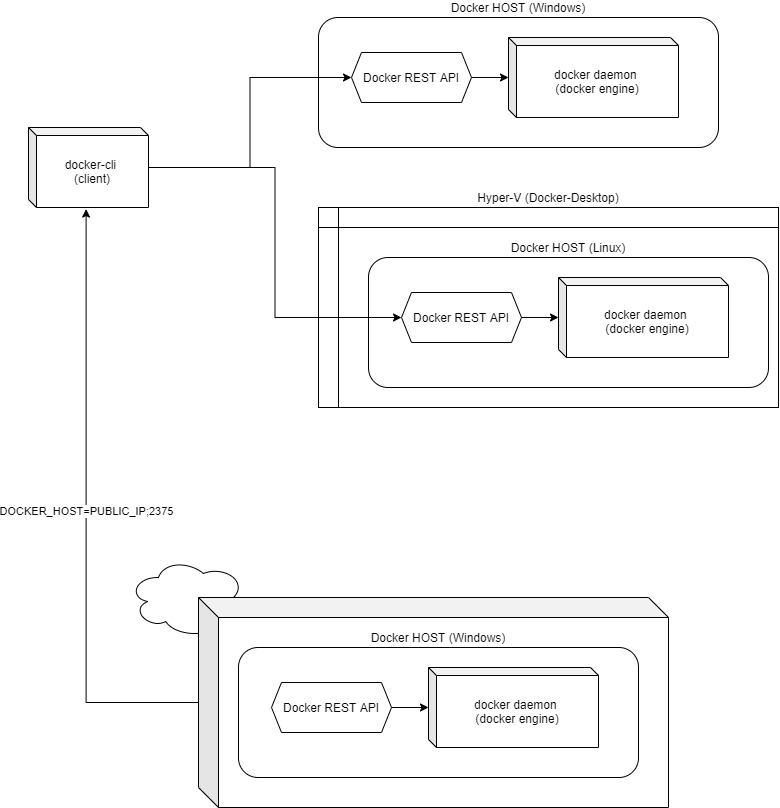 Docker HOST (Windows)
Docker REST API
docker daemon
(docker engine)
docker-cli
(client)
Hyper-V (Docker-Desktop)
Docker HOST (Linux)
Docker REST API
docker daemon
(docker engine)
DOCKER_HOST=PUBLIC_IP;2375
Docker HOST (Windows)
Docker REST API
docker daemon
(docker engine)